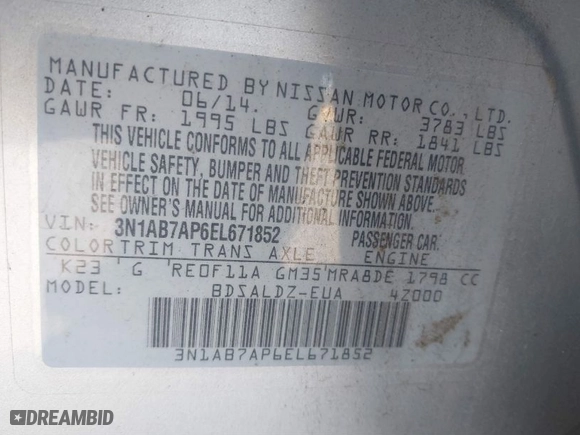 MANUFACTURED BY NISSAN MOTOR CO., LTD.
DATE: 06/14. GVWR: 3783 LBS
GAWR FR: 1995 LBS GAWR RR: 1841 LBS
THIS VEHICLE CONFORMS TO ALL APPLICABLE FEDERAL MOTOR
VEHICLE SAFETY, BUMPER AND THEFT PREVENTION STANDARDS
IN EFFECT ON THE DATE OF MANUFACTURE SHOWN ABOVE.
SEE OWNER'S MANUAL FOR ADDITIONAL INFORMATION.
VIN: 3N1AB7AP6EL671852 PASSENGER CAR
COLOR TRIM TRANS AXLE ENGINE
K23 G RE0F11A GM35 MRA8DE 1798 CC
BDSALDZ-EUA 4Z000
3N1AB7AP6EL671852
DREAMBID